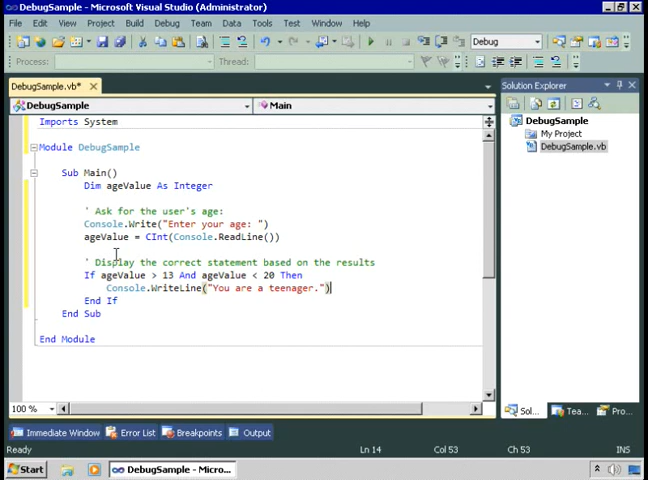 DebugSample - Microsoft Visual Studio (Administrator)
File Edit View Project Build Debug Team Data Tools Test Window Help
Debug
Process:
Thread:
DebugSample.vb*
Solution Explorer
DebugSample Main
DebugSample
My Project
DebugSample.vb
Imports System
Module DebugSample
Sub Main()
Dim ageValue As Integer
' Ask for the user's age:
Console.Write("Enter your age: ")
ageValue = CInt(Console.ReadLine())
' Display the correct statement based on the results
If ageValue > 13 And ageValue < 20 Then
Console.WriteLine("You are a teenager.")
End If
End Sub
End Module
100 %
Sol... Tea... Pro...
Immediate Window Error List Breakpoints Output
Ready Ln 14 Col 53 Ch 53 INS
Start DebugSample - Micro...